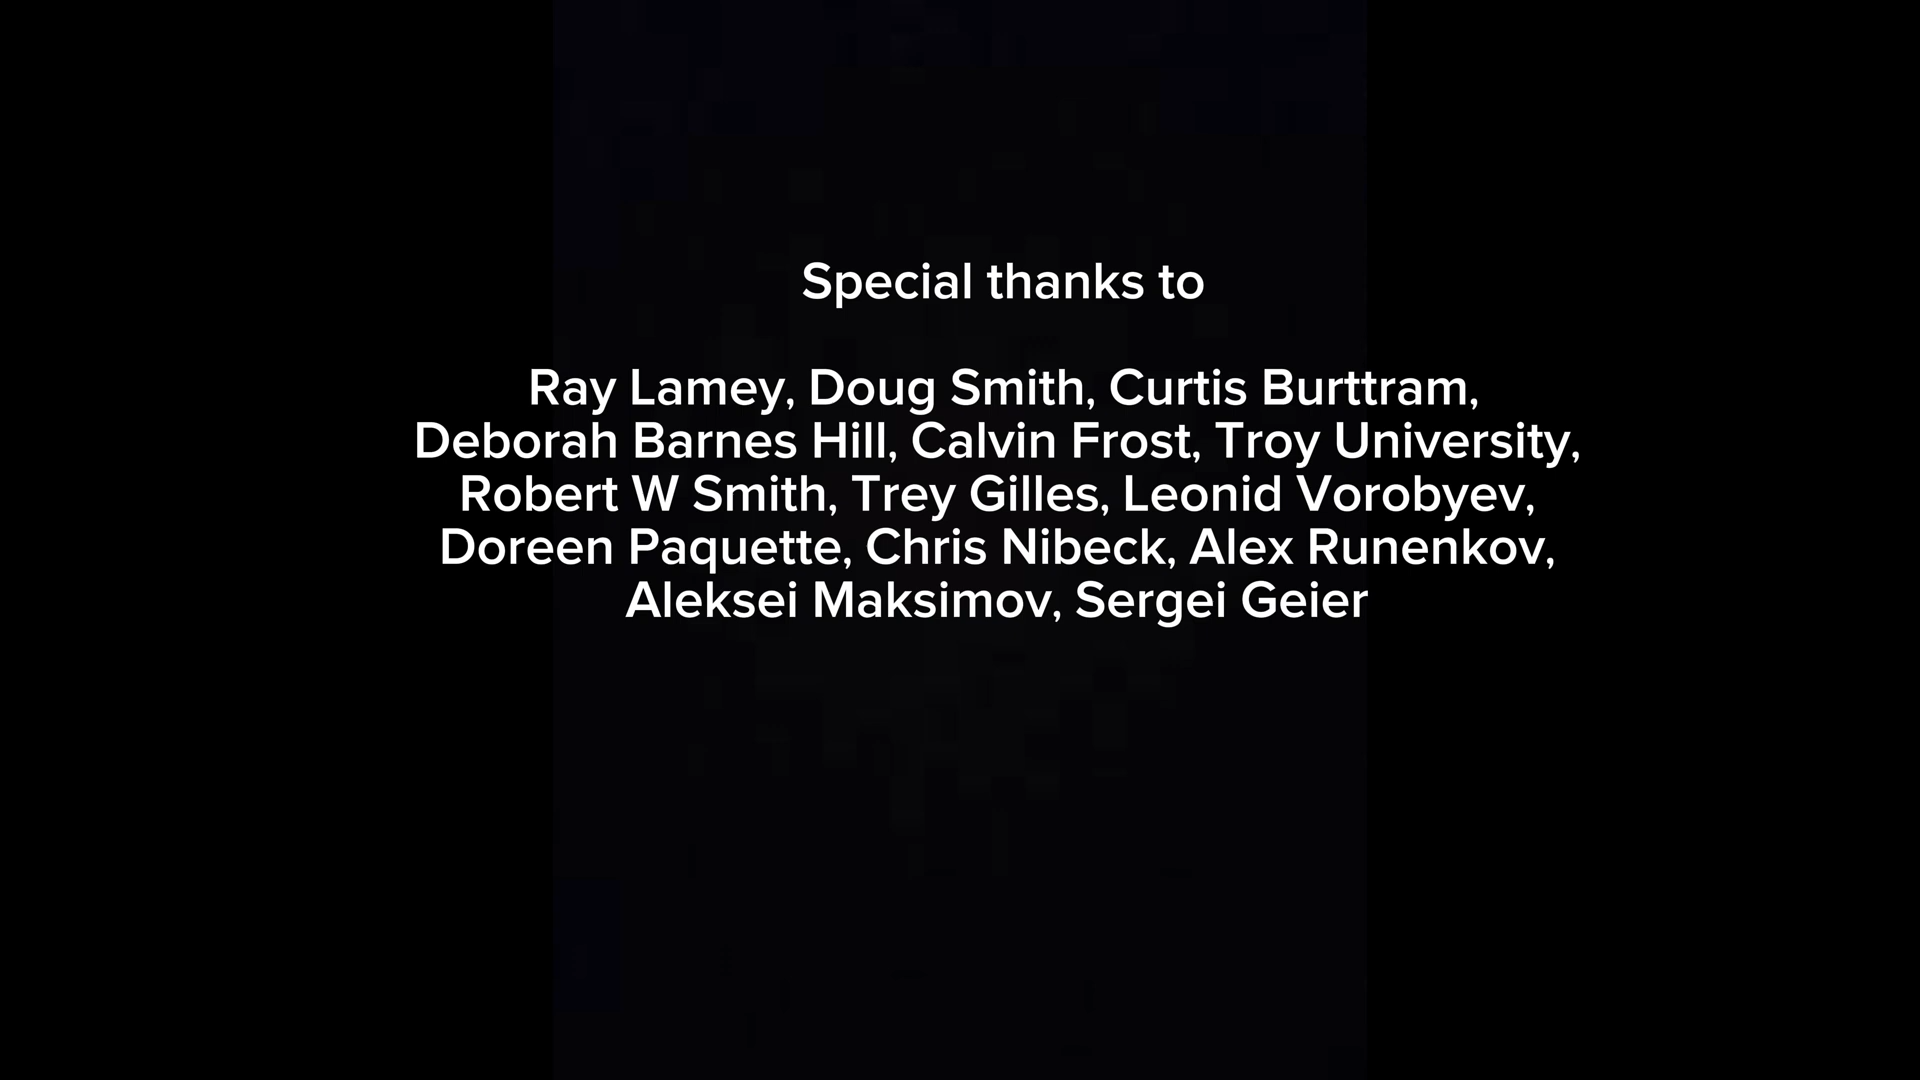 Special thanks to
Ray Lamey, Doug Smith, Curtis Burttram,
Deborah Barnes Hill, Calvin Frost, Troy University,
Robert W Smith, Trey Gilles, Leonid Vorobyev,
Doreen Paquette, Chris Nibeck, Alex Runenkov,
Aleksei Maksimov, Sergei Geier